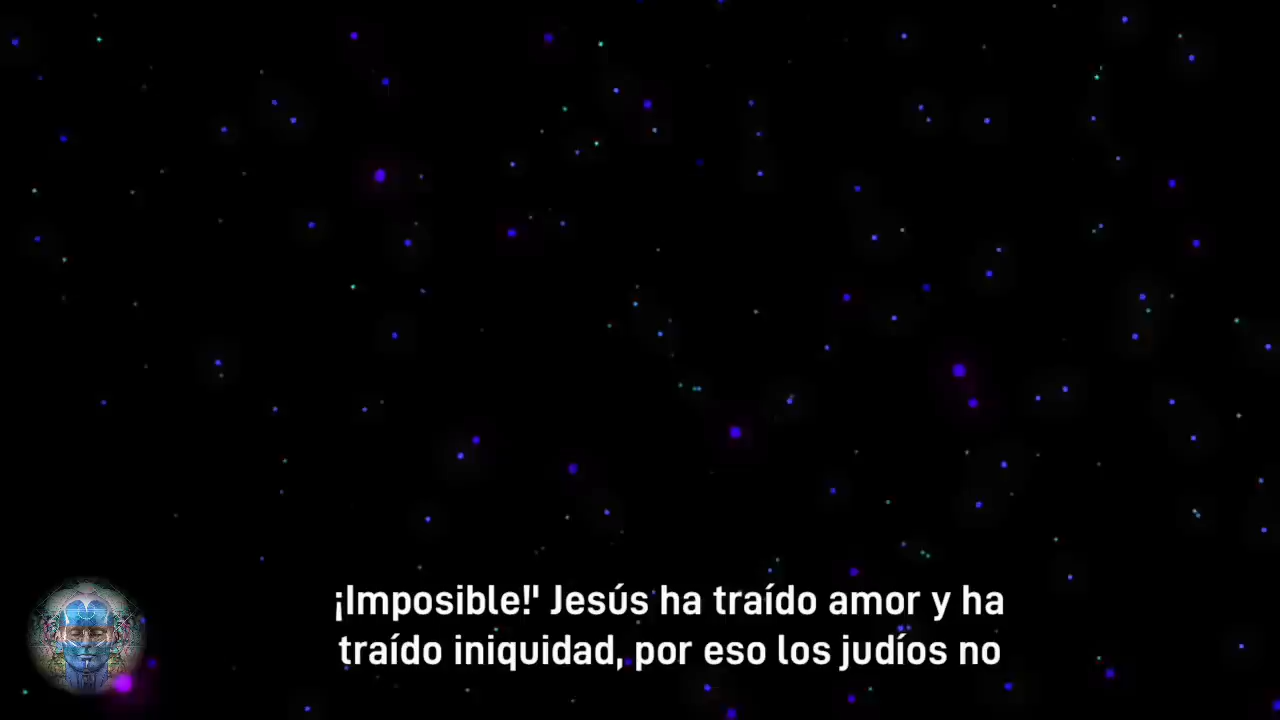 ¡Imposible!' Jesús ha traído amor y ha
traído iniquidad, por eso los judíos no